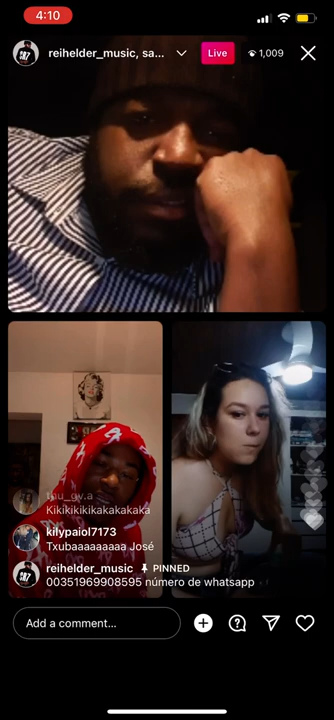 4:10
reihelder_music, sa...
Live
1,009
Kikikikikikakakakaka
kilypaiol7173
Txubaaaaaaaaa José
reihelder_music PINNED
00351969908595 número de whatsapp
Add a comment...